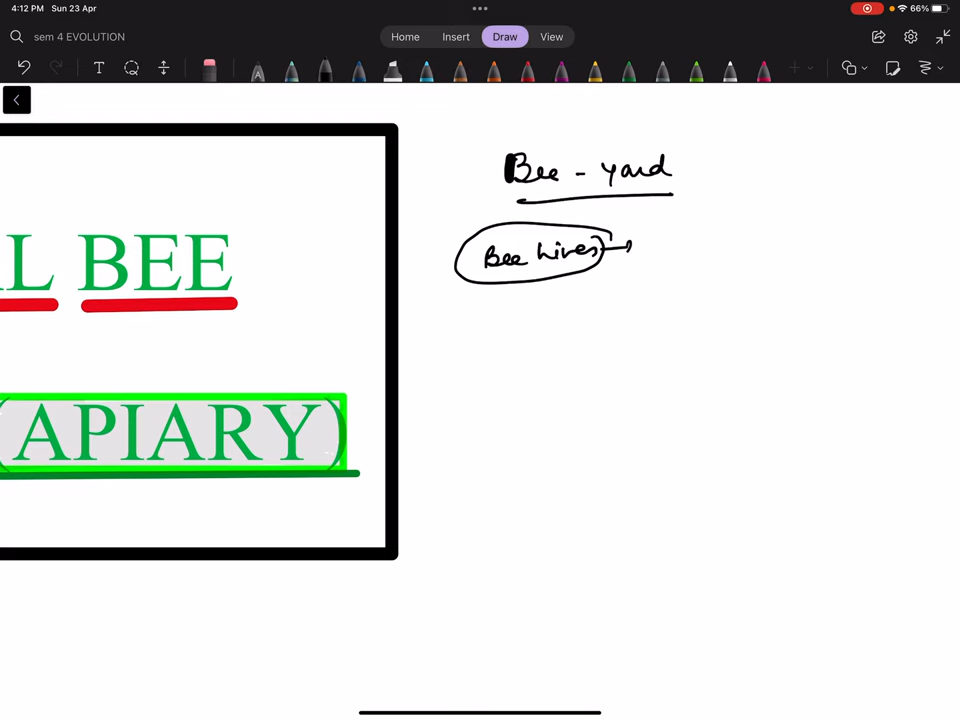 4:12 PM Sun 23 Apr
66%
sem 4 EVOLUTION
Home Insert Draw View
T
A
Bee - yard
L BEE
Bee hives
(APIARY)